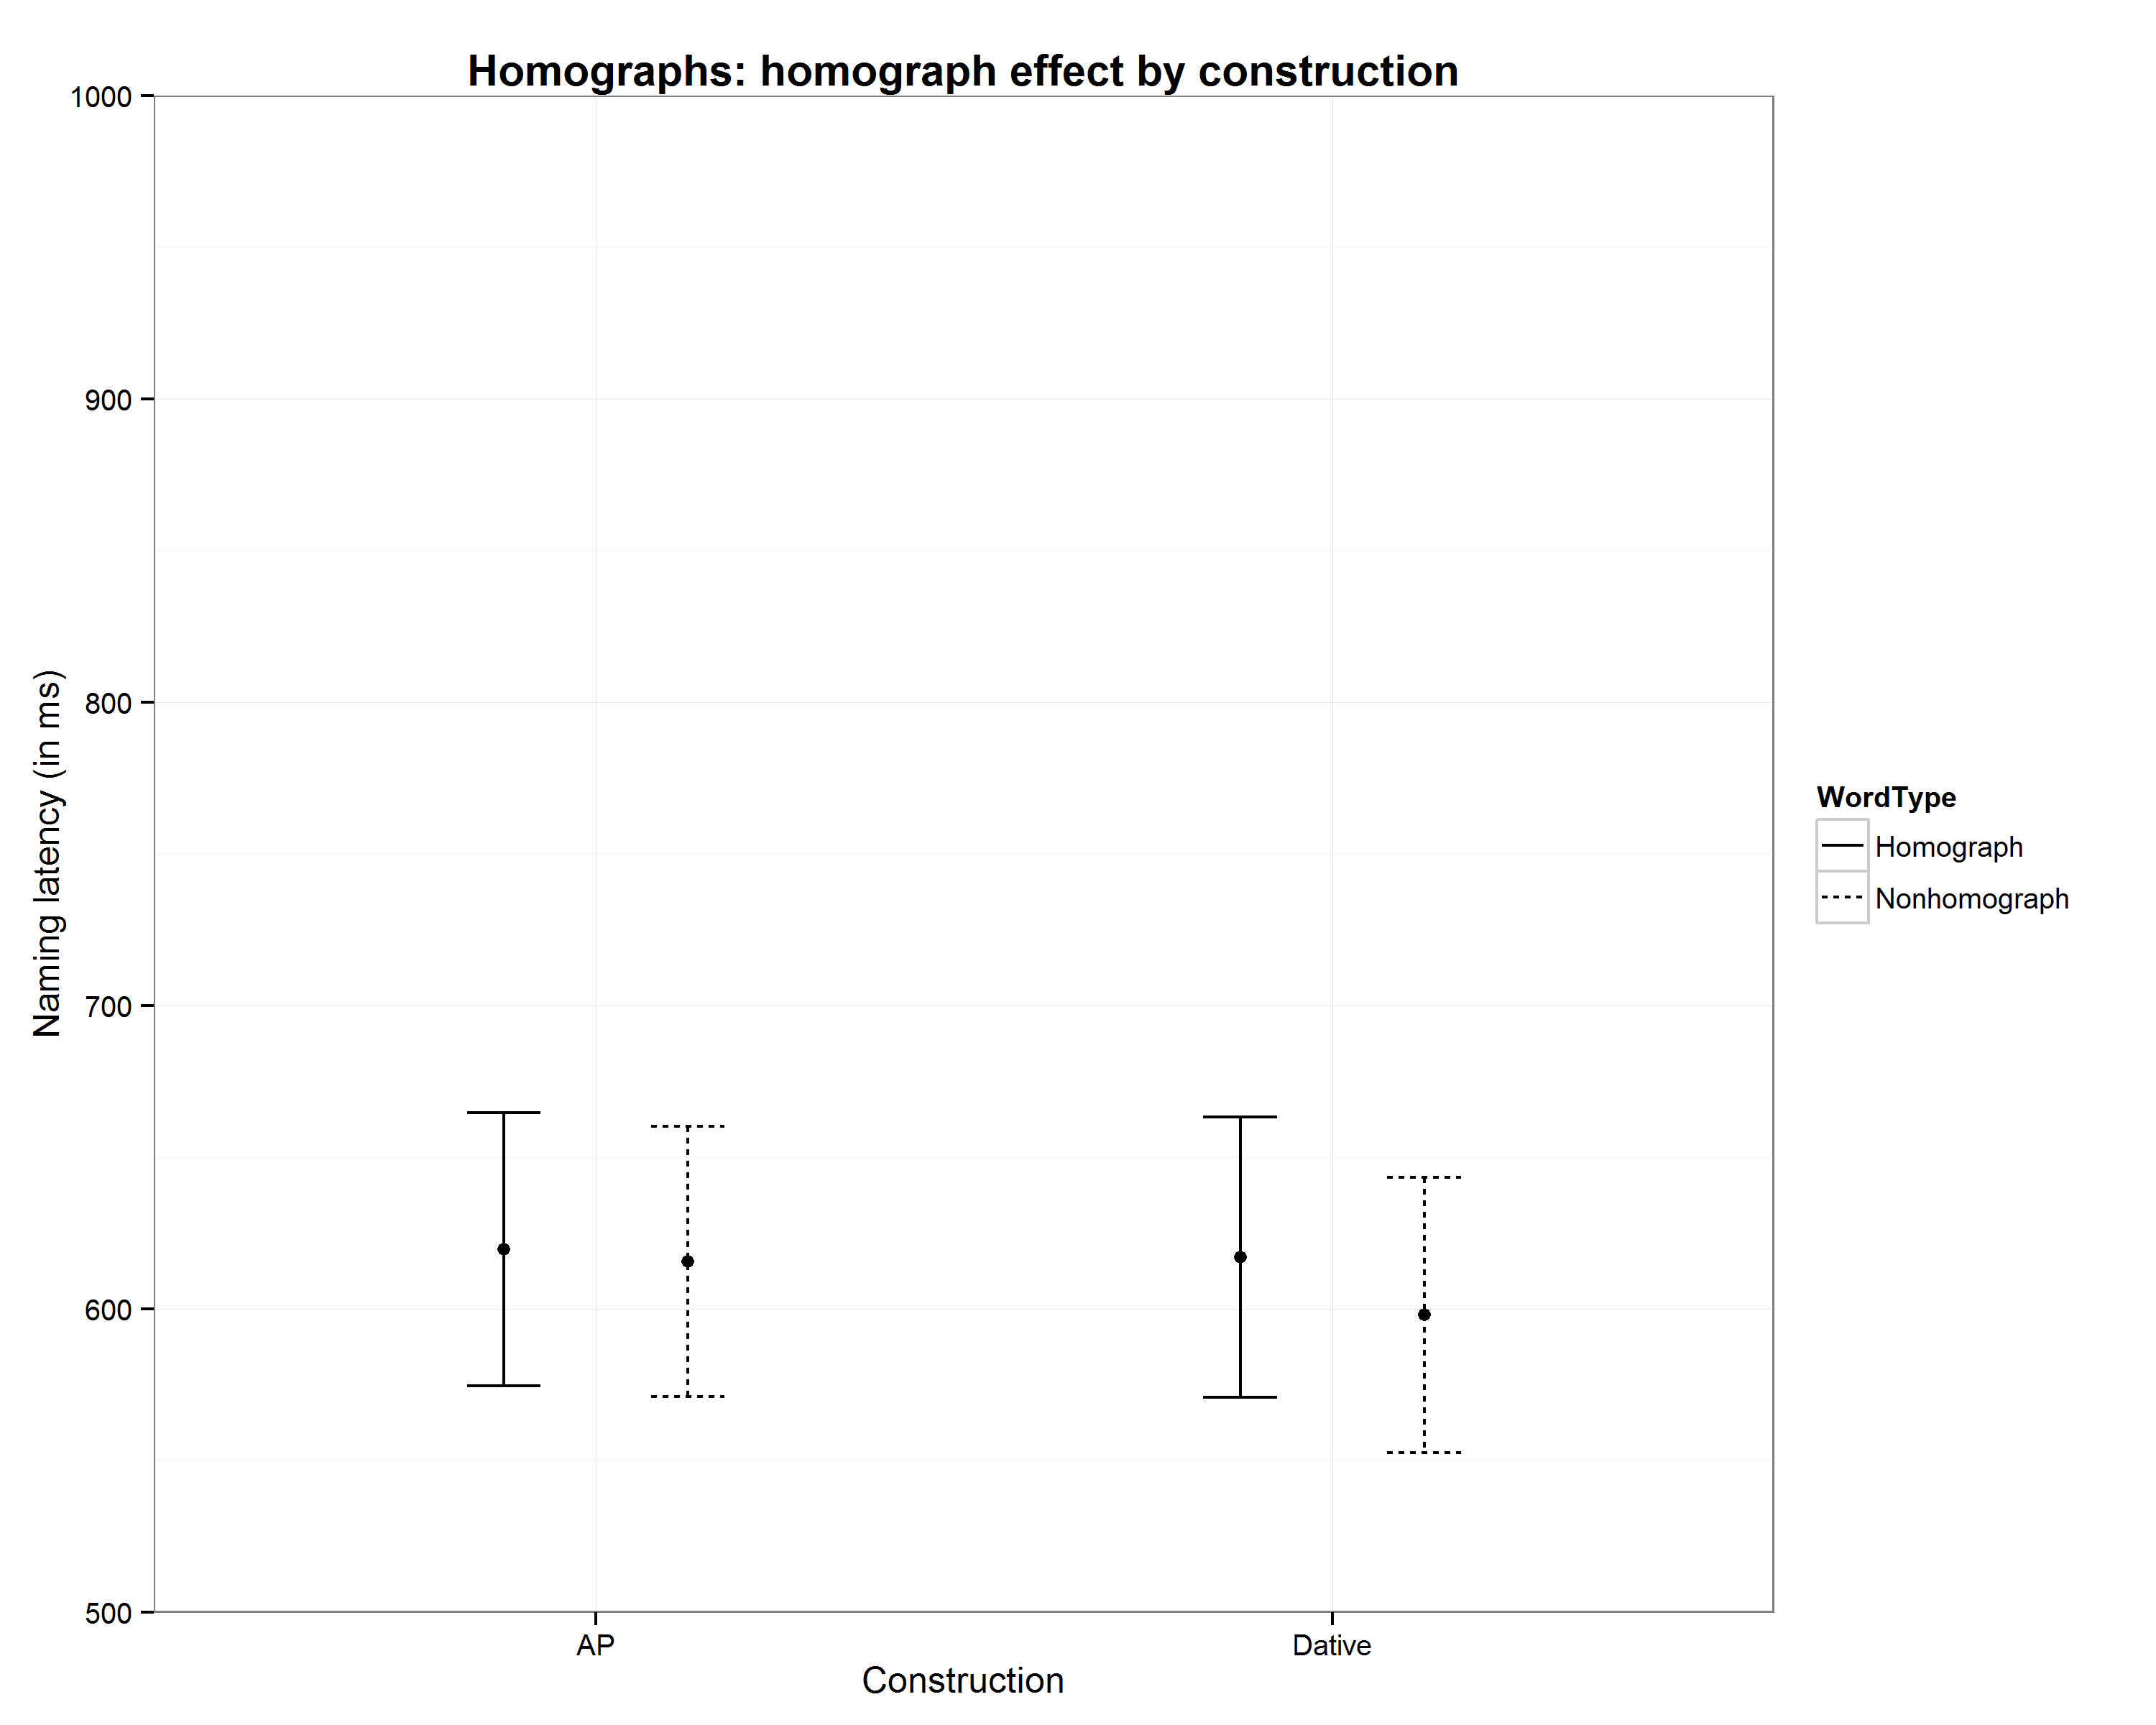 Homographs: homograph effect by construction
1000
900
800
700
600
500
Naming latency (in ms)
AP
Dative
Construction
WordType
Homograph
Nonhomograph